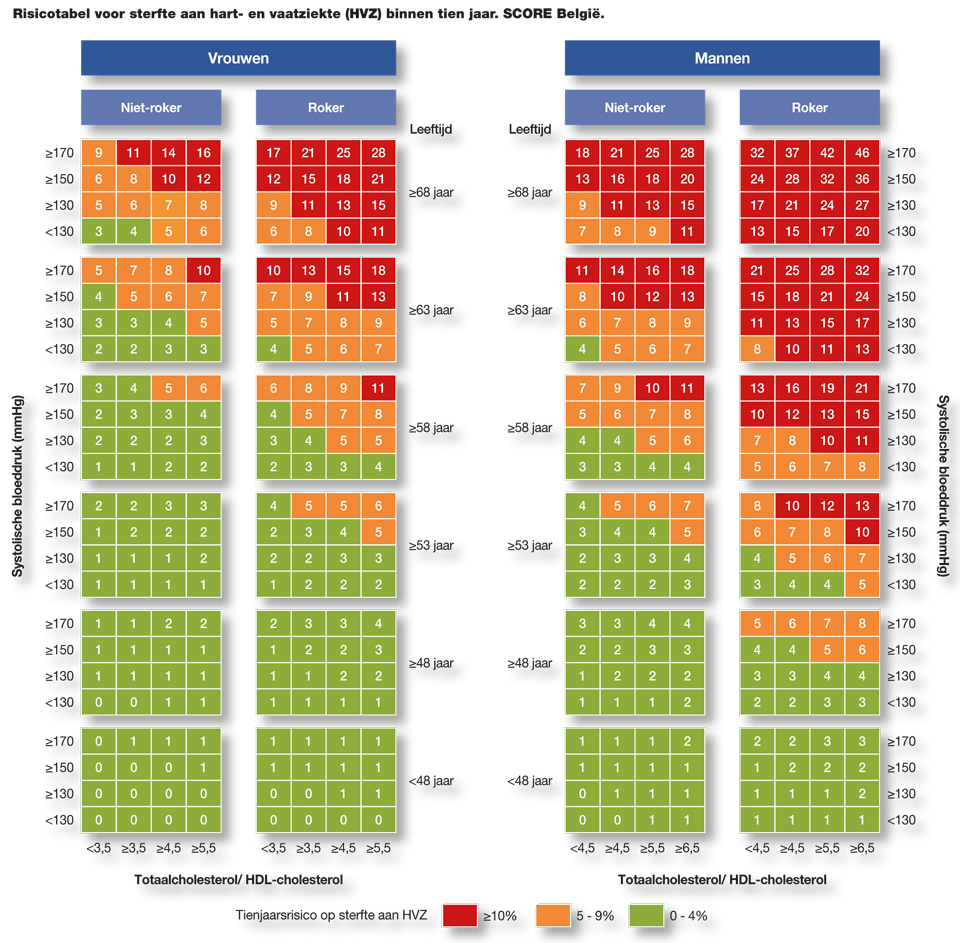 Risicotabel voor sterfte aan hart- en vaatziekte (HVZ) binnen tien jaar. SCORE België.
Vrouwen Mannen
Niet-roker Roker Niet-roker Roker
Leeftijd Leeftijd
≥170 9 11 14 16 17 21 25 28 18 21 25 28 32 37 42 46 ≥170
≥150 6 8 10 12 12 15 18 21 13 16 18 20 24 28 32 36 ≥150
≥68 jaar ≥68 jaar
≥130 5 6 7 8 9 11 13 15 9 11 13 15 17 21 24 27 ≥130
<130 3 4 5 6 6 8 10 11 7 8 9 11 13 15 17 20 <130
≥170 5 7 8 10 10 13 15 18 11 14 16 18 21 25 28 32 ≥170
≥150 4 5 6 7 7 9 11 13 8 10 12 13 15 18 21 24 ≥150
≥63 jaar ≥63 jaar
≥130 3 3 4 5 5 7 8 9 6 7 8 9 11 13 15 17 ≥130
<130 2 2 3 3 4 5 6 7 4 5 6 7 8 10 11 13 <130
≥170 3 4 5 6 6 8 9 11 7 9 10 11 13 16 19 21 ≥170
≥150 2 3 3 4 4 5 7 8 5 6 7 8 10 12 13 15 ≥150
≥58 jaar ≥58 jaar
≥130 2 2 2 3 3 4 5 5 4 4 5 6 7 8 10 11 ≥130
<130 1 1 2 2 2 3 3 4 3 3 4 4 5 6 7 8 <130
≥170 2 2 3 3 4 5 5 6 4 5 6 7 8 10 12 13 ≥170
≥150 1 2 2 2 2 3 4 5 3 4 4 5 6 7 8 10 ≥150
≥53 jaar ≥53 jaar
≥130 1 1 1 2 2 2 3 3 2 3 3 4 4 5 6 7 ≥130
<130 1 1 1 1 1 2 2 2 2 2 2 3 3 4 4 5 <130
≥170 1 1 2 2 2 3 3 4 3 3 4 4 5 6 7 8 ≥170
≥150 1 1 1 1 1 2 2 3 2 2 3 3 4 4 5 6 ≥150
≥48 jaar ≥48 jaar
≥130 1 1 1 1 1 1 2 2 1 2 2 2 3 3 4 4 ≥130
<130 0 0 1 1 1 1 1 1 1 1 1 2 2 2 3 3 <130
≥170 0 1 1 1 1 1 1 1 1 1 1 2 2 2 3 3 ≥170
≥150 0 0 0 1 1 1 1 1 1 1 1 1 1 2 2 2 ≥150
<48 jaar <48 jaar
≥130 0 0 0 0 0 0 1 1 0 1 1 1 1 1 1 2 ≥130
<130 0 0 0 0 0 0 0 0 0 0 1 1 1 1 1 1 <130
<3,5 ≥3,5 ≥4,5 ≥5,5 <3,5 ≥3,5 ≥4,5 ≥5,5 <4,5 ≥4,5 ≥5,5 ≥6,5 <4,5 ≥4,5 ≥5,5 ≥6,5
Systolische bloeddruk (mmHg)
Systolische bloeddruk (mmHg)
Totaalcholesterol/ HDL-cholesterol Totaalcholesterol/ HDL-cholesterol
Tienjaarsrisico op sterfte aan HVZ ≥10% 5 - 9% 0 - 4%